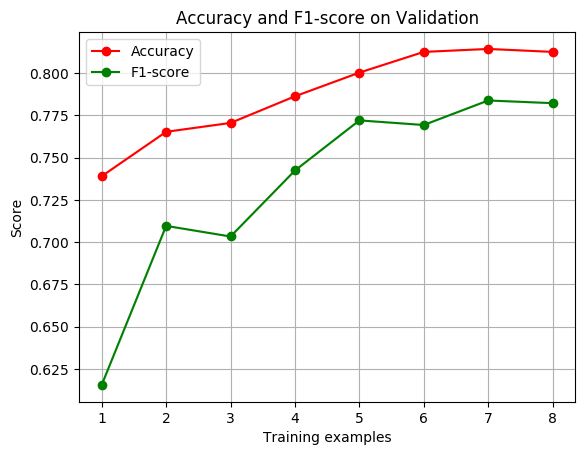 Accuracy and F1-score on Validation
Accuracy
F1-score
0.800
0.775
0.750
0.725
0.700
0.675
0.650
0.625
Score
1 2 3 4 5 6 7 8
Training examples